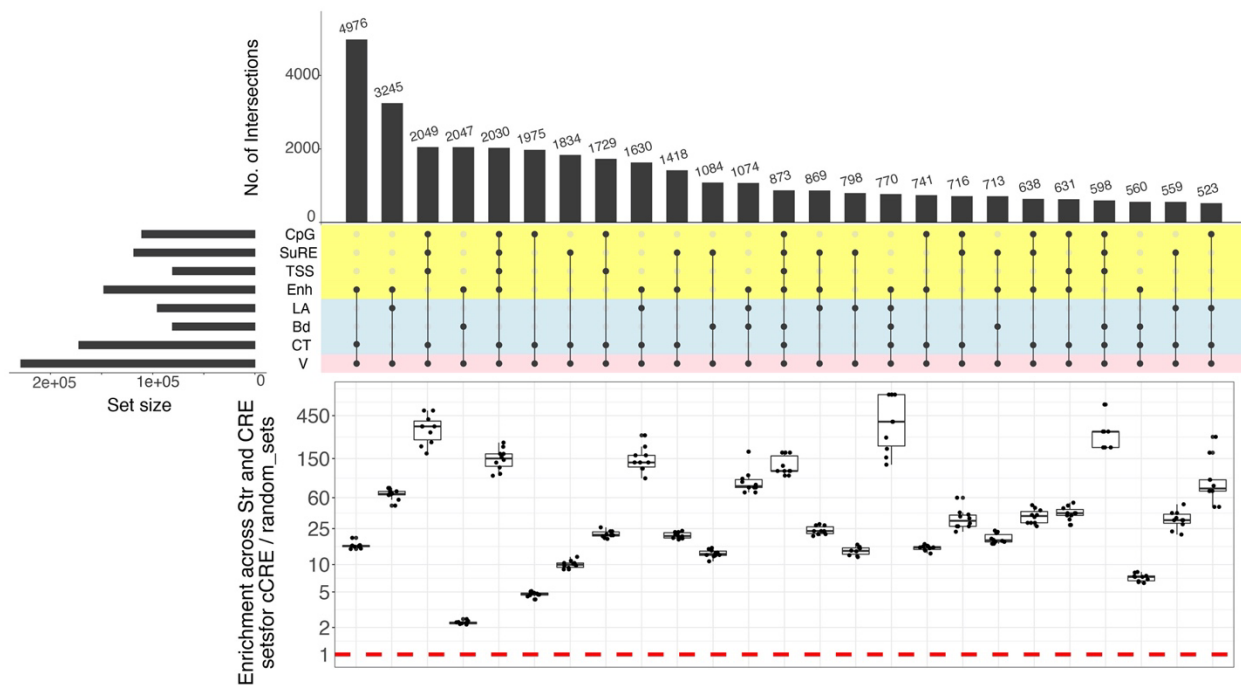 No. of Intersections
4000
2000
0
4976
3245
2049
2047
2030
1975
1834
1729
1630
1418
1084
1074
873
869
798
770
741
716
713
638
631
598
560
559
523
CpG
SuRE
TSS
Enh
LA
Bd
CT
V
2e+05
1e+05
0
Set size
Enrichment across Str and CRE
setsfor cCRE / random_sets
450
150
60
25
10
5
2
1